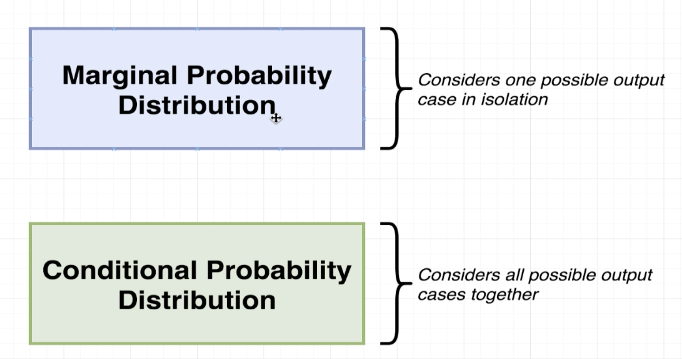 Marginal Probability
Distribution
Considers one possible output
case in isolation
Conditional Probability
Distribution
Considers all possible output
cases together